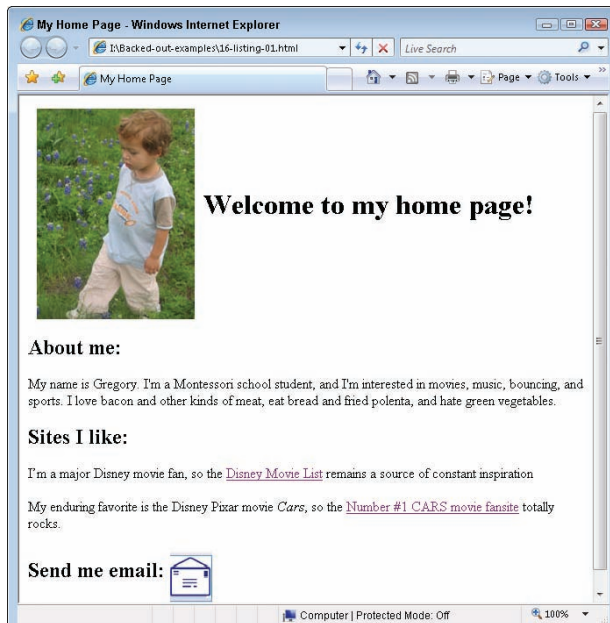 My Home Page - Windows Internet Explorer
I:\Backed-out-examples\16-listing-01.html
Live Search
My Home Page
Page
Tools
Welcome to my home page!
About me:
My name is Gregory. I'm a Montessori school student, and I'm interested in movies, music, bouncing, and
sports. I love bacon and other kinds of meat, eat bread and fried polenta, and hate green vegetables.
Sites I like:
I'm a major Disney movie fan, so the Disney Movie List remains a source of constant inspiration
My enduring favorite is the Disney Pixar movie Cars, so the Number #1 CARS movie fansite totally
rocks.
Send me email:
Computer | Protected Mode: Off
100%